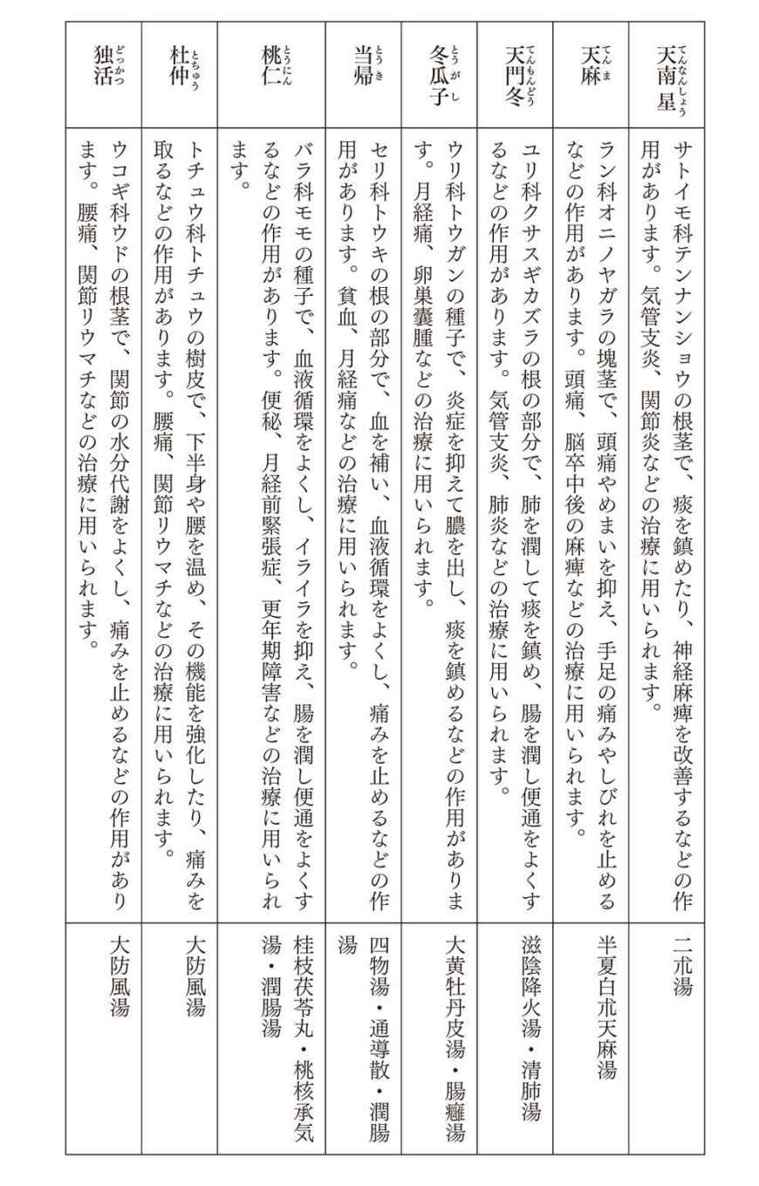 天南星
てんなんしょう
サトイモ科テンナンショウの根茎で、痰を鎮めたり、神経麻痺を改善するなどの作
用があります。気管支炎、関節炎などの治療に用いられます。
二朮湯
天麻
てんま
ラン科オニノヤガラの塊茎で、頭痛やめまいを抑え、手足の痛みやしびれを止める
などの作用があります。頭痛、脳卒中後の麻痺などの治療に用いられます。
半夏白朮天麻湯
天門冬
てんもんどう
ユリ科クサスギカズラの根の部分で、肺を潤して痰を鎮め、腸を潤し便通をよくす
るなどの作用があります。気管支炎、肺炎などの治療に用いられます。
滋陰降火湯・清肺湯
冬瓜子
とうがし
ウリ科トウガンの種子で、炎症を抑えて膿を出し、痰を鎮めるなどの作用がありま
す。月経痛、卵巣嚢腫などの治療に用いられます。
大黄牡丹皮湯・腸癰湯
当帰
とうき
セリ科トウキの根の部分で、血を補い、血液循環をよくし、痛みを止めるなどの作
用があります。貧血、月経痛などの治療に用いられます。
四物湯・通導散・潤腸
湯
桃仁
とうにん
バラ科モモの種子で、血液循環をよくし、イライラを抑え、腸を潤し便通をよくす
るなどの作用があります。便秘、月経前緊張症、更年期障害などの治療に用いられ
ます。
桂枝茯苓丸・桃核承気
湯・潤腸湯
杜仲
とちゅう
トチュウ科トチュウの樹皮で、下半身や腰を温め、その機能を強化したり、痛みを
取るなどの作用があります。腰痛、関節リウマチなどの治療に用いられます。
大防風湯
独活
どっかつ
ウコギ科ウドの根茎で、関節の水分代謝をよくし、痛みを止めるなどの作用があり
ます。腰痛、関節リウマチなどの治療に用いられます。
大防風湯